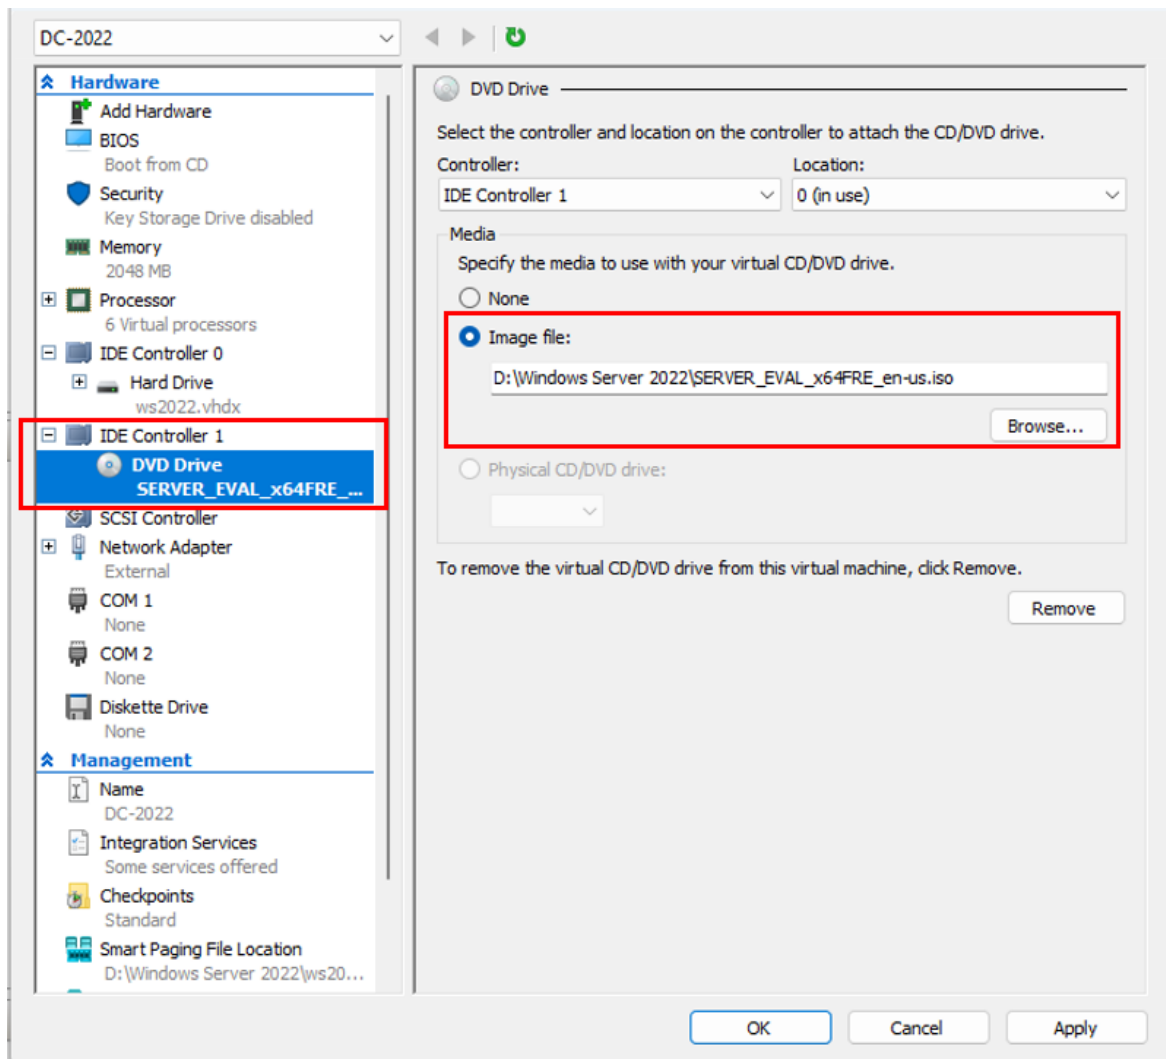 DC-2022
Hardware
Add Hardware
BIOS
Boot from CD
Security
Key Storage Drive disabled
Memory
2048 MB
Processor
6 Virtual processors
IDE Controller 0
Hard Drive
ws2022.vhdx
IDE Controller 1
DVD Drive
SERVER_EVAL_x64FRE_...
SCSI Controller
Network Adapter
External
COM 1
None
COM 2
None
Diskette Drive
None
Management
Name
DC-2022
Integration Services
Some services offered
Checkpoints
Standard
Smart Paging File Location
D:\Windows Server 2022\ws20...
DVD Drive
Select the controller and location on the controller to attach the CD/DVD drive.
Controller:
Location:
IDE Controller 1
0 (in use)
Media
Specify the media to use with your virtual CD/DVD drive.
None
Image file:
D:\Windows Server 2022\SERVER_EVAL_x64FRE_en-us.iso
Browse...
Physical CD/DVD drive:
To remove the virtual CD/DVD drive from this virtual machine, click Remove.
Remove
OK
Cancel
Apply